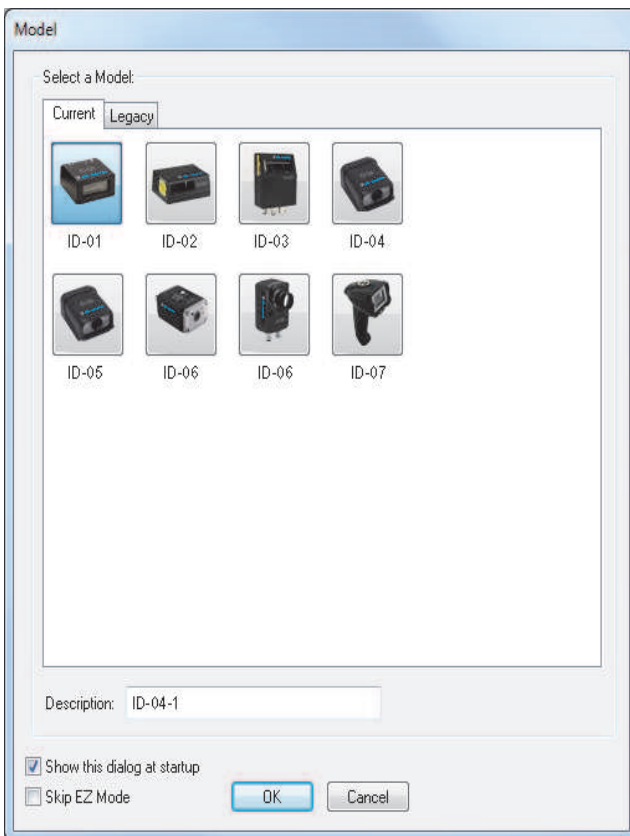 Model
Select a Model:
Current Legacy
ID-01 ID-02 ID-03 ID-04
ID-05 ID-06 ID-06 ID-07
Description: ID-04-1
Show this dialog at startup
Skip EZ Mode OK Cancel